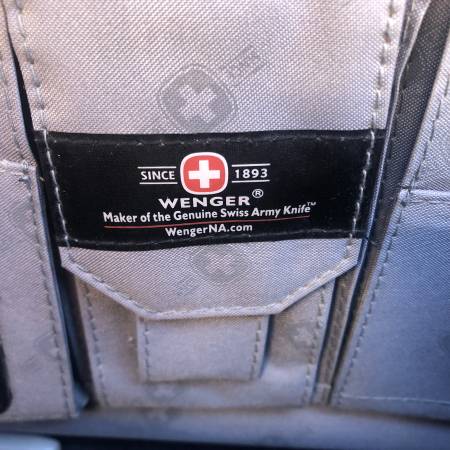 SINCE 1893
WENGER®
Maker of the Genuine Swiss Army Knife™
WengerNA.com